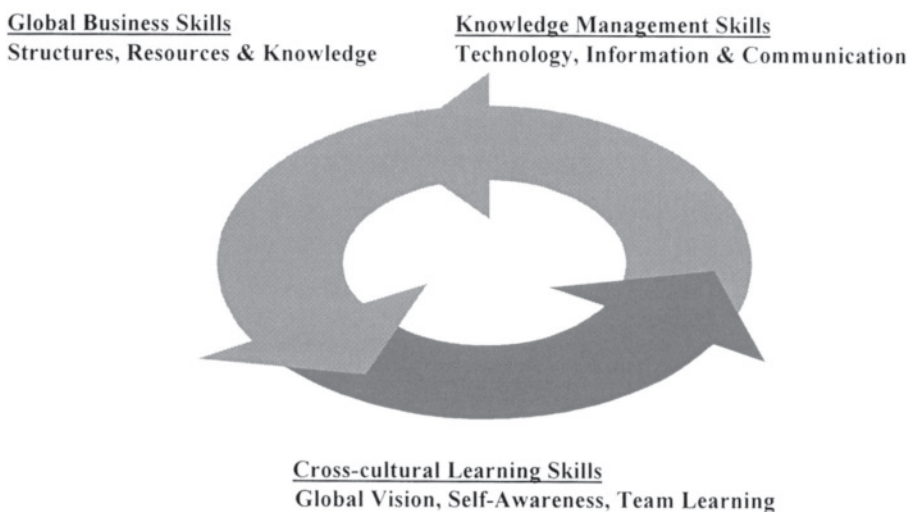 Global Business Skills
Structures, Resources & Knowledge
Knowledge Management Skills
Technology, Information & Communication
Cross-cultural Learning Skills
Global Vision, Self-Awareness, Team Learning